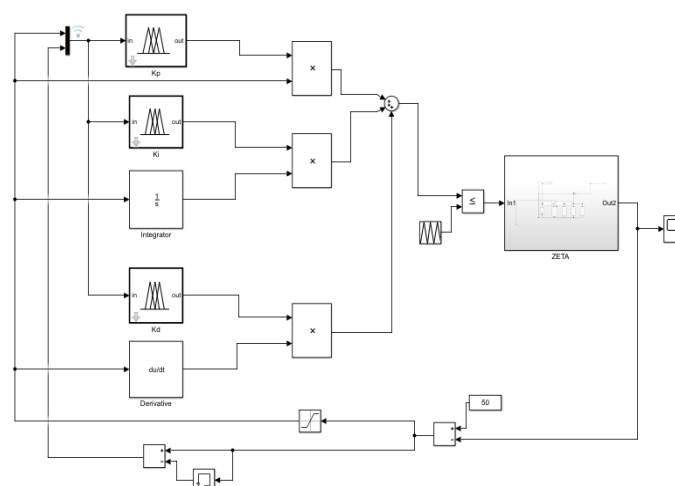 in
out
Kp
×
in
out
Ki
×
1
s
Integrator
≤
In1
Out2
ZETA
in
out
Kd
×
du/dt
Derivative
50